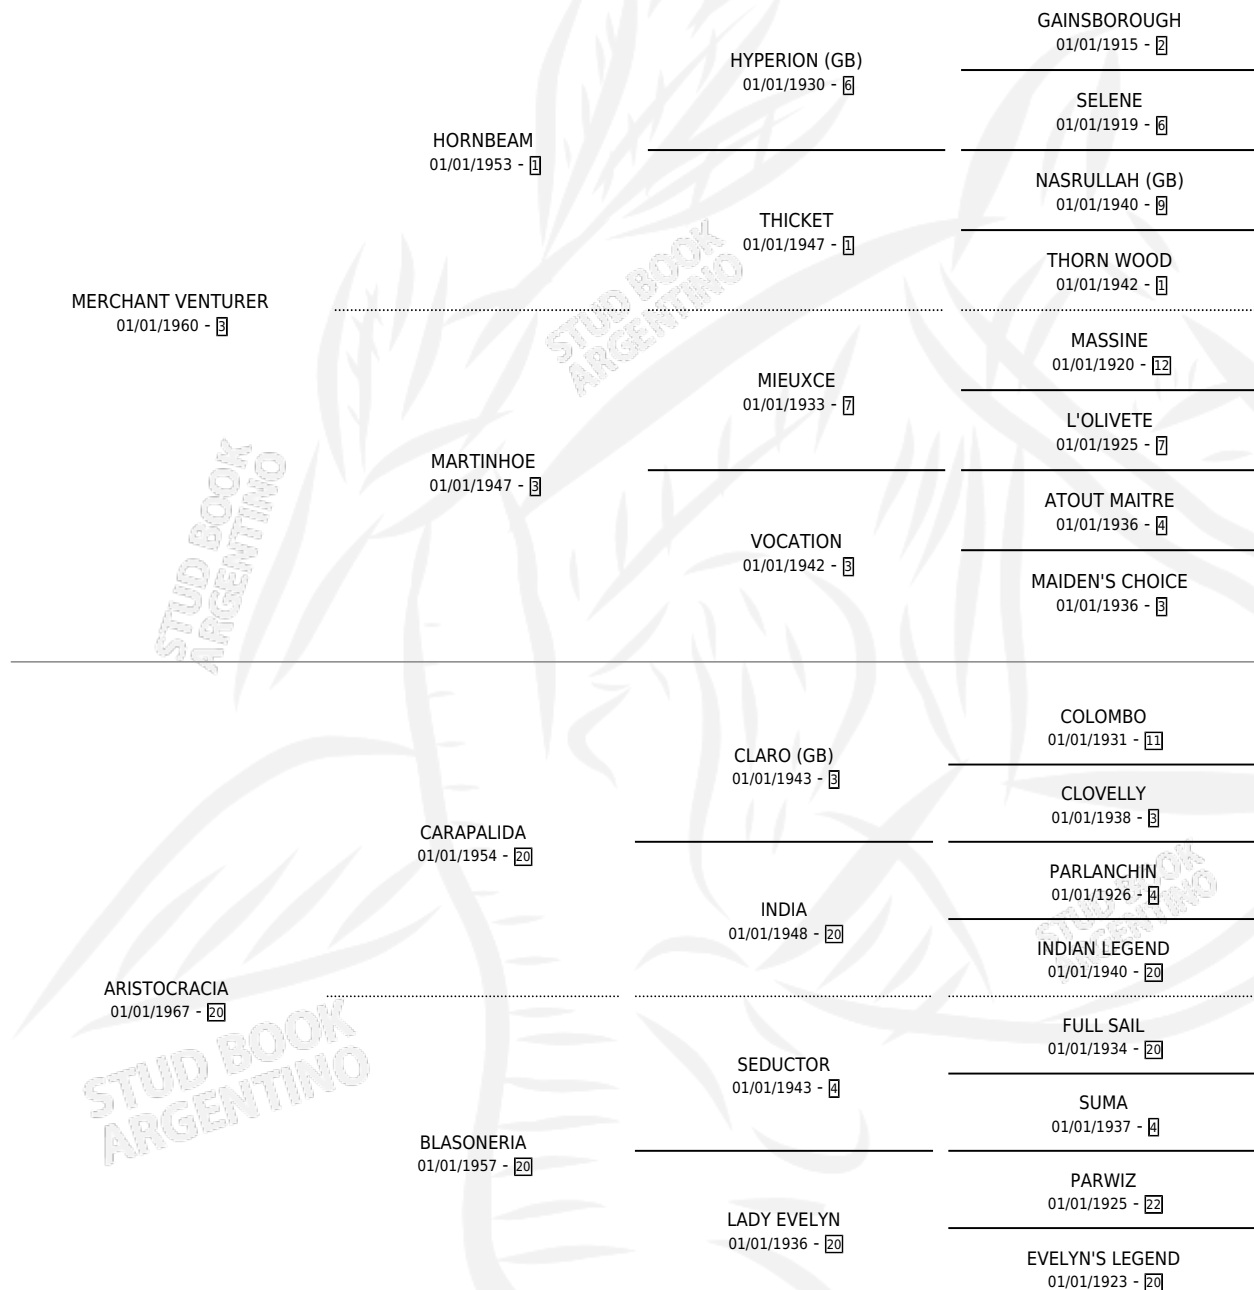 GAINSBOROUGH
01/01/1915 - 2
HYPERION (GB)
01/01/1930 - 6
SELENE
01/01/1919 - 6
HORNBEAM
01/01/1953 - 1
NASRULLAH (GB)
01/01/1940 - 9
THICKET
01/01/1947 - 1
THORN WOOD
01/01/1942 - 1
MERCHANT VENTURER
01/01/1960 - 3
MASSINE
01/01/1920 - 12
MIEUXCE
01/01/1933 - 7
L'OLIVETE
01/01/1925 - 7
MARTINHOE
01/01/1947 - 3
ATOUT MAITRE
01/01/1936 - 4
VOCATION
01/01/1942 - 3
MAIDEN'S CHOICE
01/01/1936 - 3
COLOMBO
01/01/1931 - 11
CLARO (GB)
01/01/1943 - 3
CLOVELLY
01/01/1938 - 3
CARAPALIDA
01/01/1954 - 20
PARLANCHIN
01/01/1926 - 4
INDIA
01/01/1948 - 20
INDIAN LEGEND
01/01/1940 - 20
ARISTOCRACIA
01/01/1967 - 20
FULL SAIL
01/01/1934 - 20
SEDUCTOR
01/01/1943 - 4
SUMA
01/01/1937 - 4
BLASONERIA
01/01/1957 - 20
PARWIZ
01/01/1925 - 22
LADY EVELYN
01/01/1936 - 20
EVELYN'S LEGEND
01/01/1923 - 20
STUD BOOK
ARGENTINO
STUD BOOK
ARGENTINO
STUD BOOK
ARGENTINO
STUD BOOK
ARGENTINO